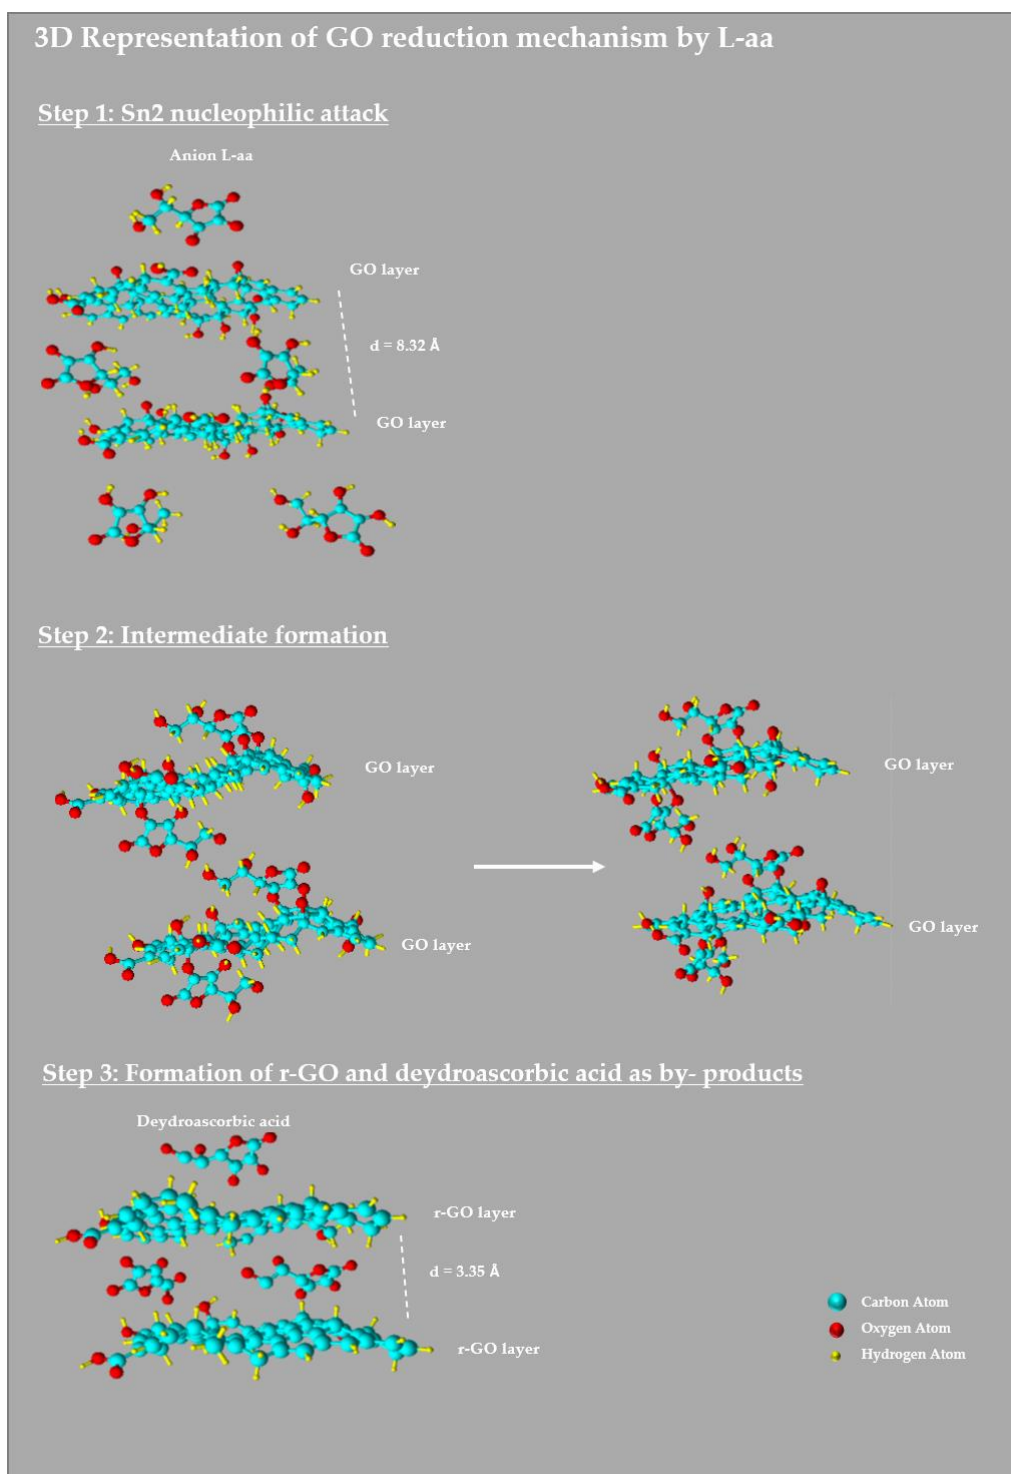 3D Representation of GO reduction mechanism by L-aa
Step 1: Sn2 nucleophilic attack
Anion L-aa
GO layer
d = 8.32 Å
GO layer
Step 2: Intermediate formation
GO layer
GO layer
GO layer
GO layer
Step 3: Formation of r-GO and deydroascorbic acid as by- products
Deydroascorbic acid
r-GO layer
d = 3.35 Å
r-GO layer
Carbon Atom
Oxygen Atom
Hydrogen Atom